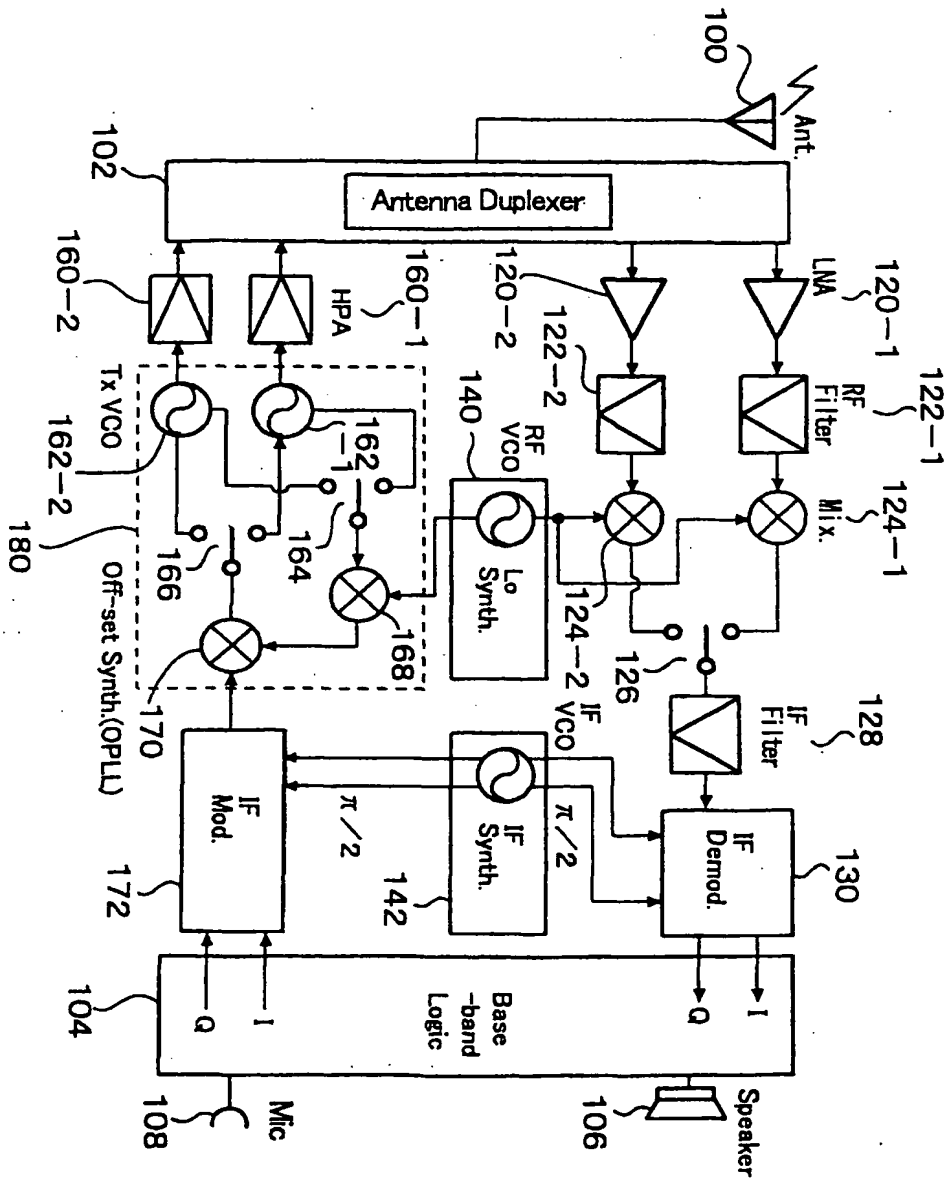 100
Ant.
102
Antenna Duplexer
LNA
120-1
120-2
RF
Filter
122-1
122-2
Mix.
124-1
124-2
126
IF
Filter
128
IF
Demod.
130
I
Q
Base
-band
Logic
104
Speaker
106
Mic
108
RF
VCO
140
Lo
Synth.
IF
VCO
IF
Synth.
142
π/2
π/2
HPA
160-1
160-2
Tx VCO
162
-1
162-2
164
166
168
170
180
Off-set Synth.(OPLL)
IF
Mod.
172
I
Q